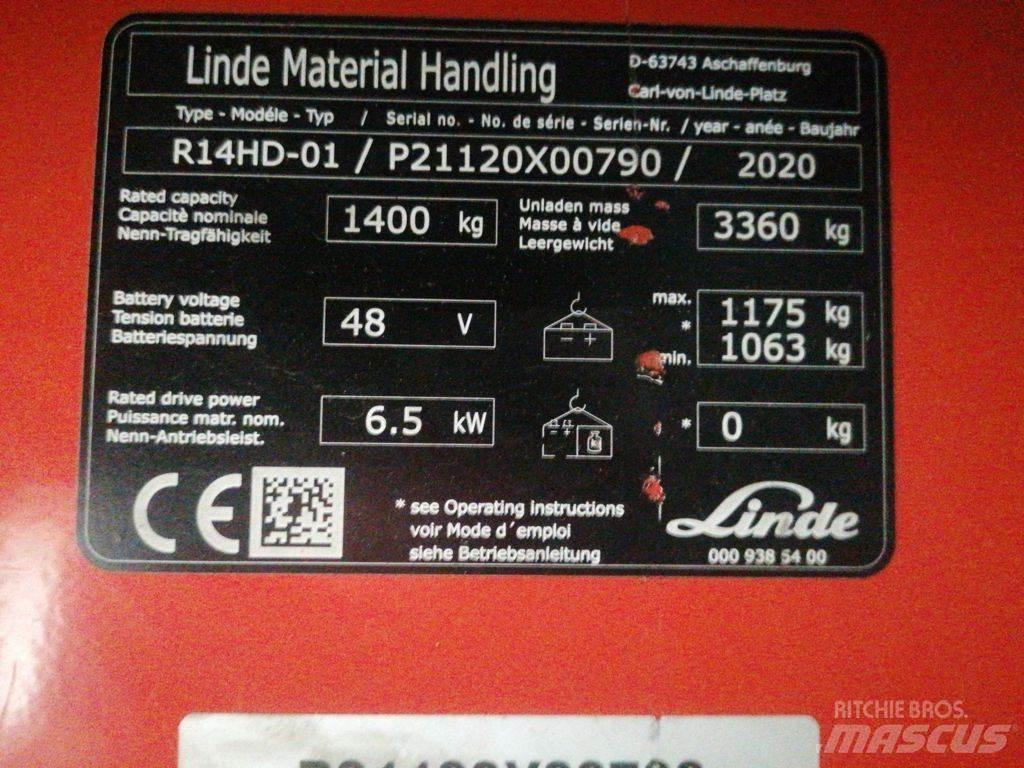 Linde Material Handling
D-63743 Aschaffenburg
Carl-von-Linde-Platz
Type - Modéle - Typ / Serial no. - No. de série - Serien-Nr. / year - anée - Baujahr
R14HD-01 / P21120X00790 / 2020
Rated capacity
Capacitè nominale
Nenn-Tragfähigkeit
1400 kg
Unladen mass
Masse à vide
Leergewicht
3360 kg
Battery voltage
Tension batterie
Batteriespannung
48 V
- +
max.
*
min.
1175 kg
1063 kg
Rated drive power
Puissance matr. nom.
Nenn-Antriebsleist.
6.5 kW
* 0 kg
CE
* see Operating instructions
voir Mode d´emploi
siehe Betriebsanleitung
Linde
000 938 54 00
RITCHIE BROS.
MASCUS